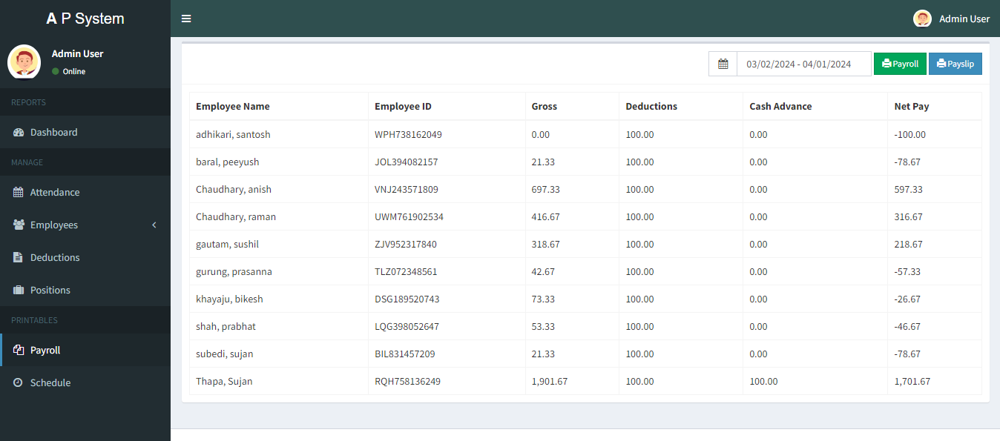 A P System
Admin User
Admin User
Online
REPORTS
Dashboard
MANAGE
Attendance
Employees
Deductions
Positions
PRINTABLES
Payroll
Schedule
03/02/2024 - 04/01/2024 Payroll Payslip
Employee Name Employee ID Gross Deductions Cash Advance Net Pay
adhikari, santosh WPH738162049 0.00 100.00 0.00 -100.00
baral, peeyush JOL394082157 21.33 100.00 0.00 -78.67
Chaudhary, anish VNJ243571809 697.33 100.00 0.00 597.33
Chaudhary, raman UWM761902534 416.67 100.00 0.00 316.67
gautam, sushil ZJV952317840 318.67 100.00 0.00 218.67
gurung, prasanna TLZ072348561 42.67 100.00 0.00 -57.33
khayaju, bikesh DSG189520743 73.33 100.00 0.00 -26.67
shah, prabhat LQG398052647 53.33 100.00 0.00 -46.67
subedi, sujan BIL831457209 21.33 100.00 0.00 -78.67
Thapa, Sujan RQH758136249 1,901.67 100.00 100.00 1,701.67